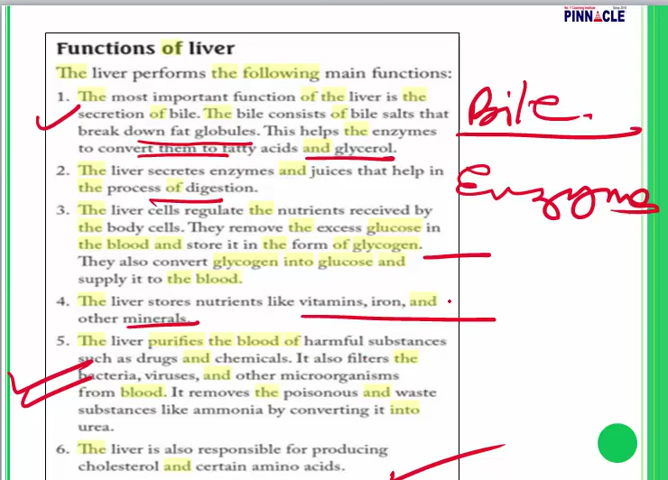 PINNACLE
Functions of liver
The liver performs the following main functions:
1. The most important function of the liver is the
secretion of bile. The bile consists of bile salts that
break down fat globules. This helps the enzymes
to convert them to fatty acids and glycerol.
2. The liver secretes enzymes and juices that help in
the process of digestion.
3. The liver cells regulate the nutrients received by
the body cells. They remove the excess glucose in
the blood and store it in the form of glycogen.
They also convert glycogen into glucose and
supply it to the blood.
4. The liver stores nutrients like vitamins, iron, and
other minerals.
5. The liver purifies the blood of harmful substances
such as drugs and chemicals. It also filters the
bacteria, viruses, and other microorganisms
from blood. It removes the poisonous and waste
substances like ammonia by converting it into
urea.
6. The liver is also responsible for producing
cholesterol and certain amino acids.
Bile.
Enzyme